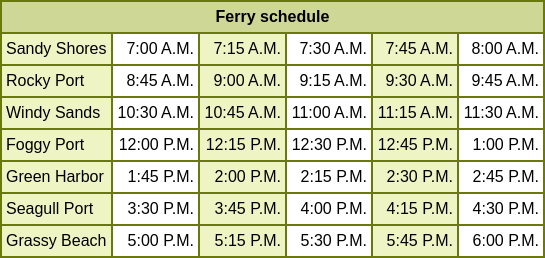 Ferry schedule
Sandy Shores 7:00 A.M. 7:15 A.M. 7:30 A.M. 7:45 A.M. 8:00 A.M.
Rocky Port 8:45 A.M. 9:00 A.M. 9:15 A.M. 9:30 A.M. 9:45 A.M.
Windy Sands 10:30 A.M. 10:45 A.M. 11:00 A.M. 11:15 A.M. 11:30 A.M.
Foggy Port 12:00 P.M. 12:15 P.M. 12:30 P.M. 12:45 P.M. 1:00 P.M.
Green Harbor 1:45 P.M. 2:00 P.M. 2:15 P.M. 2:30 P.M. 2:45 P.M.
Seagull Port 3:30 P.M. 3:45 P.M. 4:00 P.M. 4:15 P.M. 4:30 P.M.
Grassy Beach 5:00 P.M. 5:15 P.M. 5:30 P.M. 5:45 P.M. 6:00 P.M.